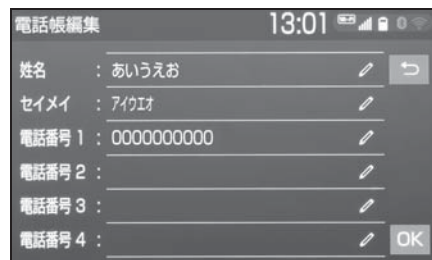 電話帳編集 13:01
姓名 : あいうえお
セイメイ : アイウエオ
電話番号1 : 0000000000
電話番号2 :
電話番号3 :
電話番号4 : OK